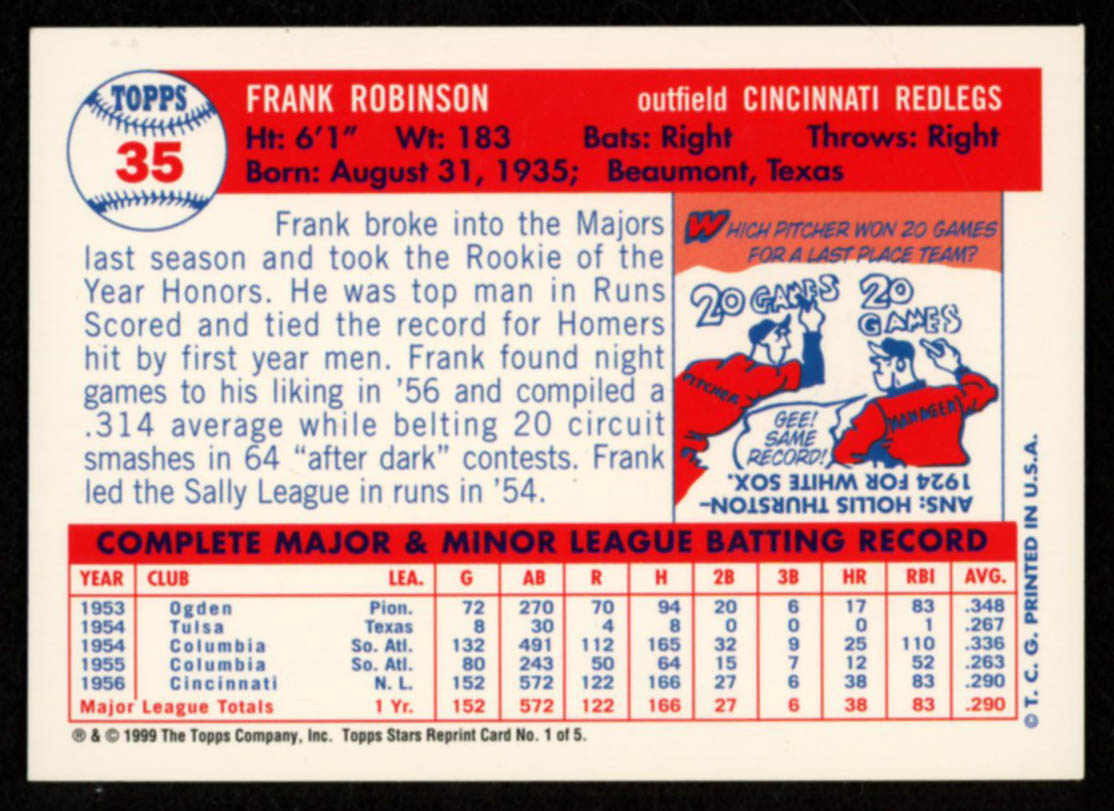 TOPPS
35
FRANK ROBINSON outfield CINCINNATI REDLEGS
Ht: 6'1" Wt: 183 Bats: Right Throws: Right
Born: August 31, 1935; Beaumont, Texas
Frank broke into the Majors
last season and took the Rookie of the
Year Honors. He was top man in Runs
Scored and tied the record for Homers
hit by first year men. Frank found night
games to his liking in '56 and compiled a
.314 average while belting 20 circuit
smashes in 64 “after dark” contests. Frank
led the Sally League in runs in '54.
WHICH PITCHER WON 20 GAMES
FOR A LAST PLACE TEAM?
20 GAMES
20
GAMES
PITCHER
MANAGER
GEE!
SAME
RECORD!
ANS: HOLLIS THURSTON–
1924 FOR WHITE SOX.
COMPLETE MAJOR & MINOR LEAGUE BATTING RECORD
YEAR CLUB LEA. G AB R H 2B 3B HR RBI AVG.
1953 Ogden Pion. 72 270 70 94 20 6 17 83 .348
1954 Tulsa Texas 8 30 4 8 0 0 0 1 .267
1954 Columbia So. Atl. 132 491 112 165 32 9 25 110 .336
1955 Columbia So. Atl. 80 243 50 64 15 7 12 52 .263
1956 Cincinnati N. L. 152 572 122 166 27 6 38 83 .290
Major League Totals 1 Yr. 152 572 122 166 27 6 38 83 .290
© T. C. G. PRINTED IN U.S.A.
® & © 1999 The Topps Company, Inc. Topps Stars Reprint Card No. 1 of 5.